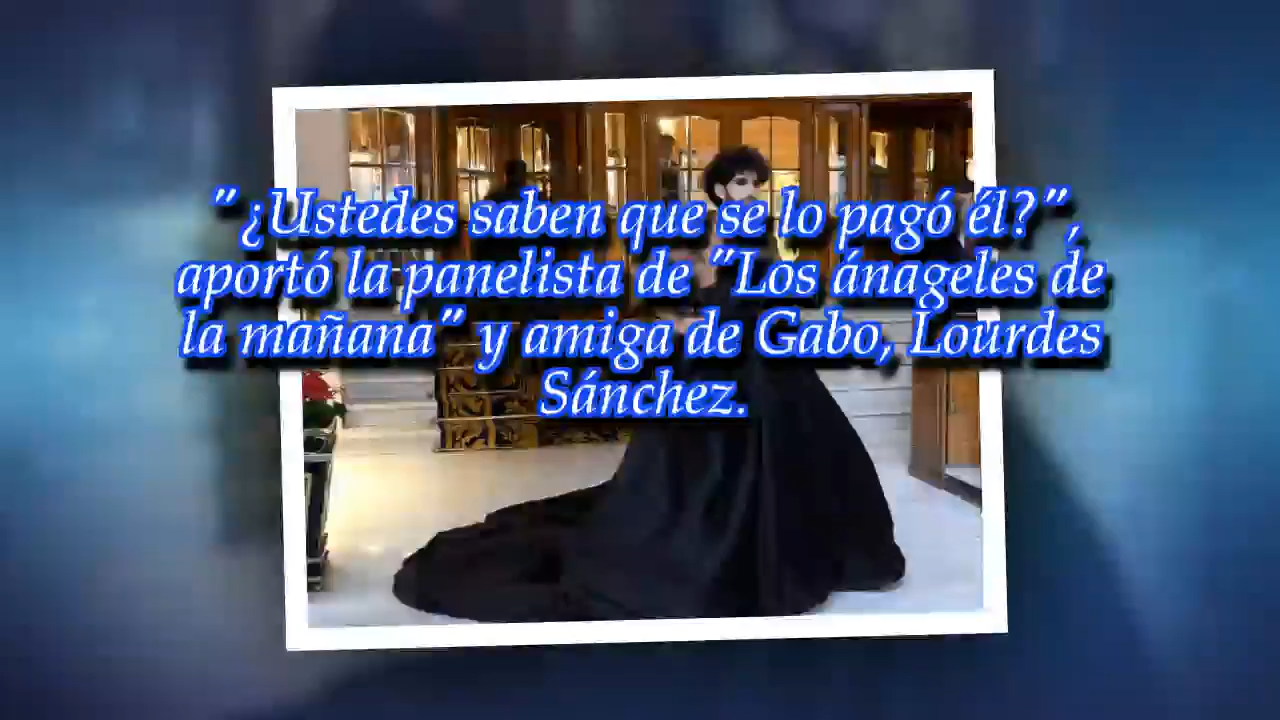 "¿Ustedes saben que se lo pagó él?",
aportó la panelista de "Los ánageles de
la mañana" y amiga de Gabo, Lourdes
Sánchez.